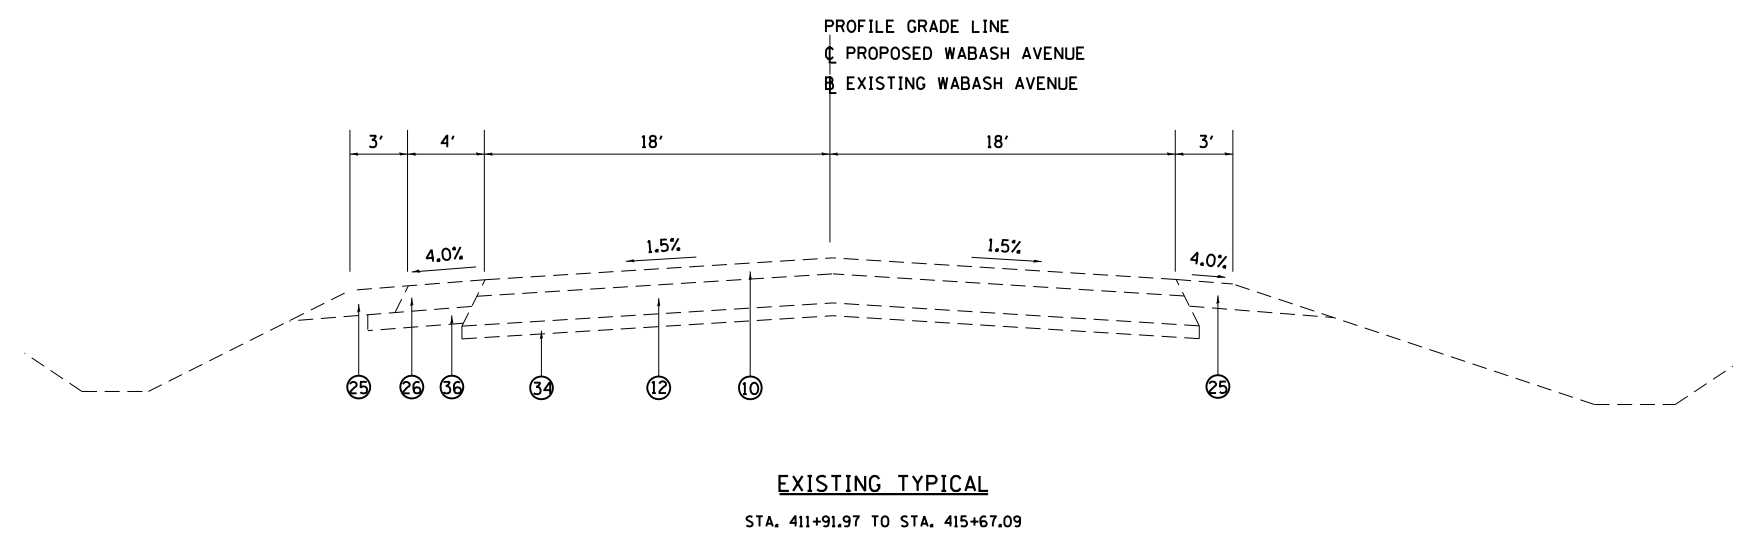 PROFILE GRADE LINE
℄ PROPOSED WABASH AVENUE
B EXISTING WABASH AVENUE
3' 4' 18' 18' 3'
4.0% 1.5% 1.5% 4.0%
25 26 36 34 12 10 25
EXISTING TYPICAL
STA. 411+91.97 TO STA. 415+67.09